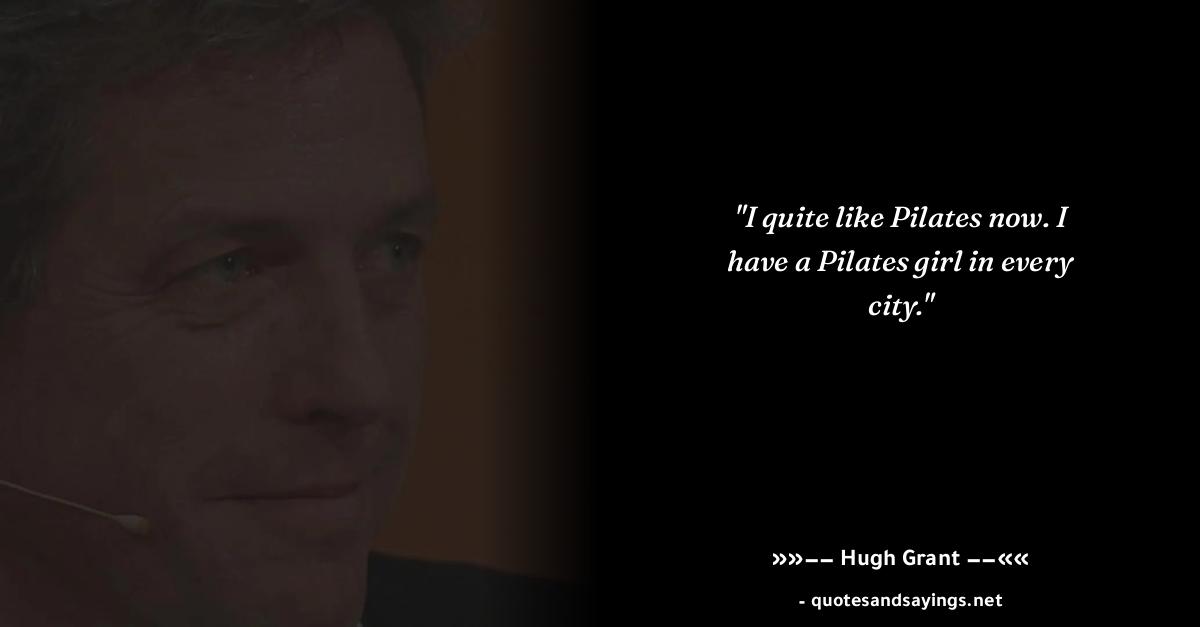 "I quite like Pilates now. I
have a Pilates girl in every
city."
»»−− Hugh Grant −−««
- quotesandsayings.net